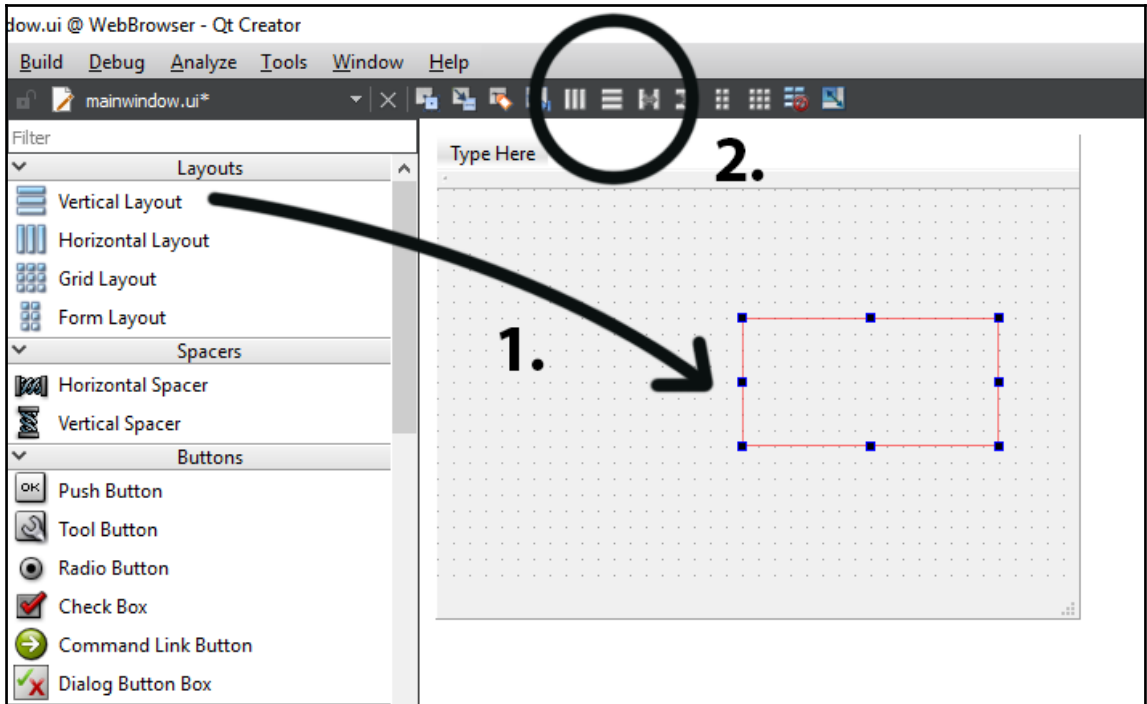 dow.ui @ WebBrowser - Qt Creator
Build Debug Analyze Tools Window Help
mainwindow.ui*
Filter
Layouts
Type Here
2.
Vertical Layout
Horizontal Layout
Grid Layout
Form Layout
1.
Spacers
Horizontal Spacer
Vertical Spacer
Buttons
OK Push Button
Tool Button
Radio Button
Check Box
Command Link Button
Dialog Button Box